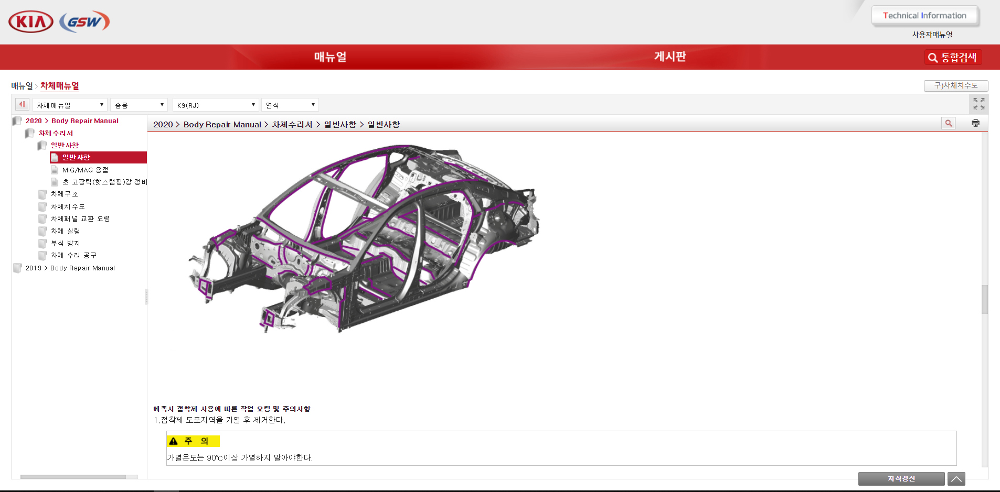 KIA GSW
Technical Information
사용자매뉴얼
매뉴얼
게시판
통합검색
매뉴얼 > 차체매뉴얼
구)차체치수도
차체매뉴얼
승용
K9(RJ)
연식
2020 > Body Repair Manual
차체수리서
일반사항
일반사항
MIG/MAG 용접
초 고장력(핫스탬핑)강 정비
차체구조
차체치수도
차체패널 교환 요령
차체 실링
부식 방지
차체 수리 공구
2019 > Body Repair Manual
2020 > Body Repair Manual > 차체수리서 > 일반사항 > 일반사항
에폭시 접착제 사용에 따른 작업 요령 및 주의사항
1.접착제 도포지역을 가열 후 제거한다.
주 의
가열온도는 90℃이상 가열하지 말아야한다.
지식갱신